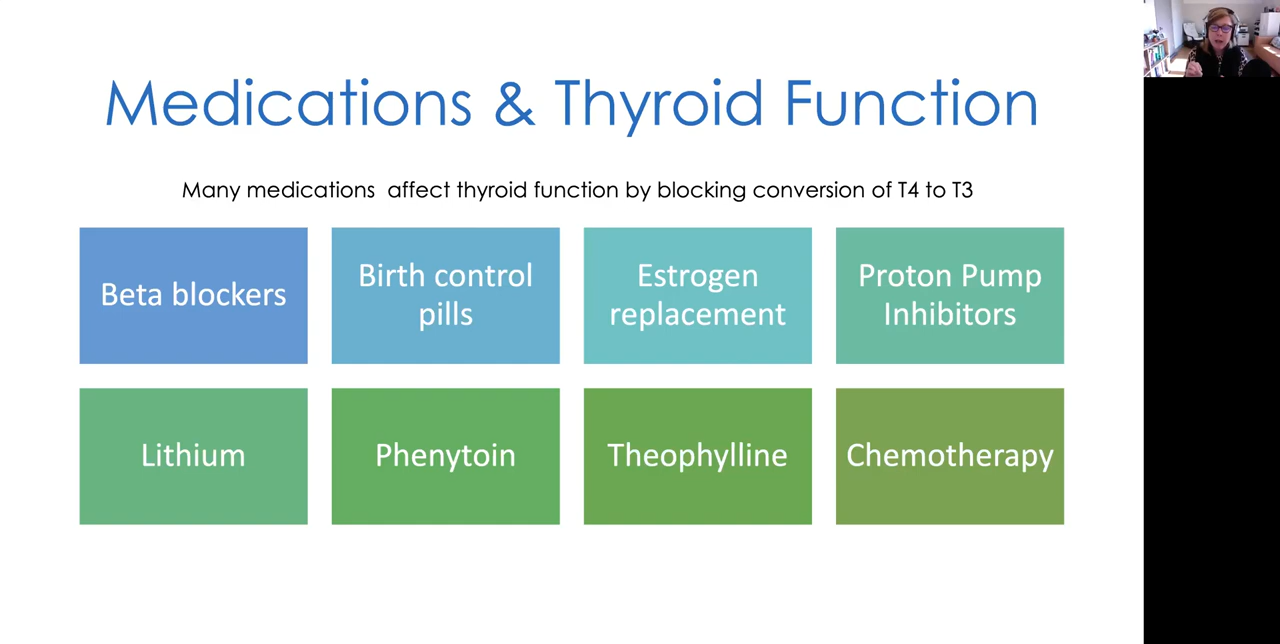 Medications & Thyroid Function
Many medications  affect thyroid function by blocking conversion of T4 to T3
Beta blockers
Birth control
pills
Estrogen
replacement
Proton Pump
Inhibitors
Lithium
Phenytoin
Theophylline
Chemotherapy